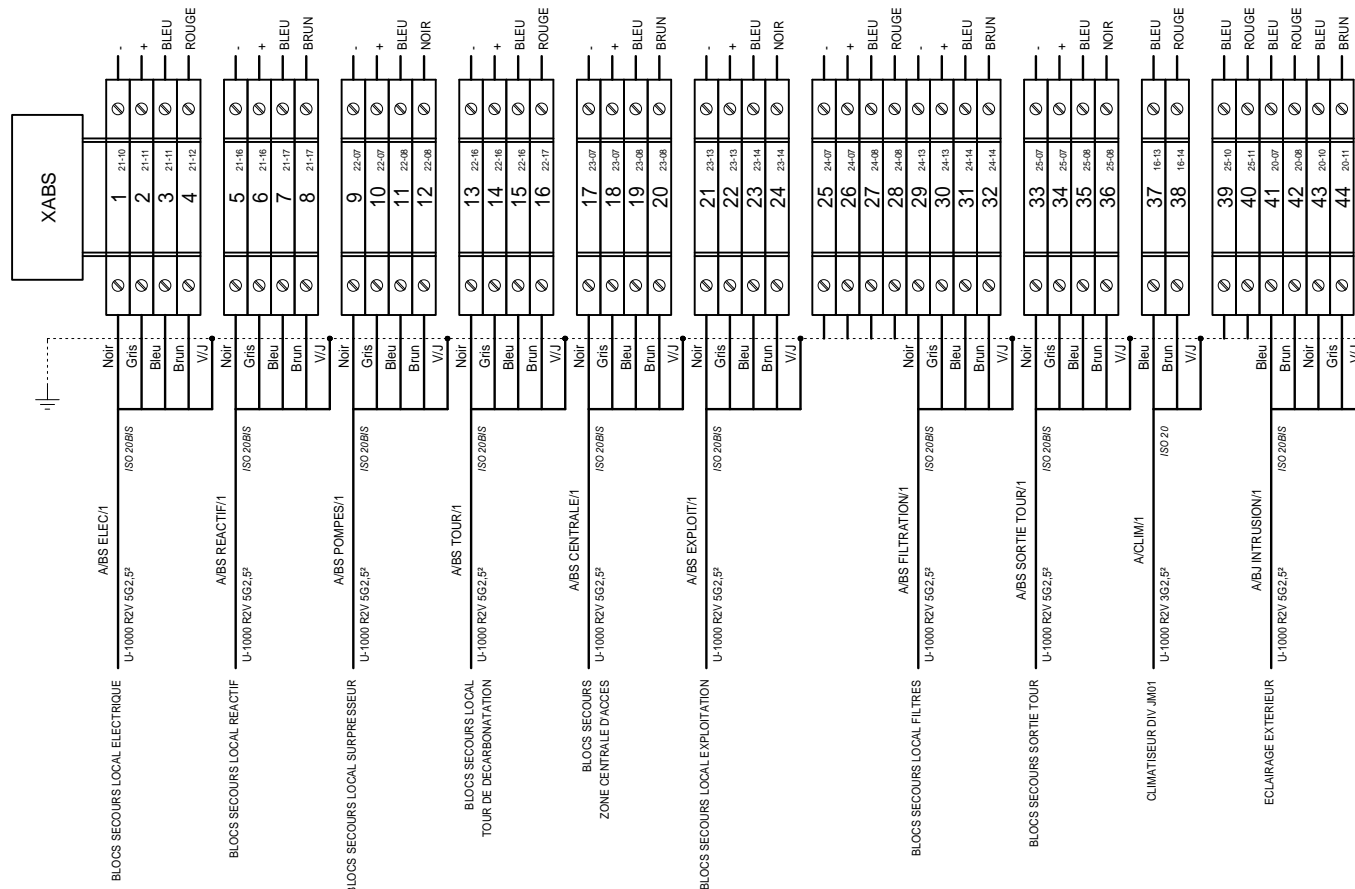 XABS
-
+
BLEU
ROUGE
-
+
BLEU
BRUN
-
+
BLEU
NOIR
-
+
BLEU
ROUGE
-
+
BLEU
BRUN
-
+
BLEU
NOIR
-
+
BLEU
ROUGE
-
+
BLEU
BRUN
-
+
BLEU
NOIR
BLEU
ROUGE
BLEU
ROUGE
BLEU
ROUGE
BLEU
BRUN
1 21-10
2 21-11
3 21-11
4 21-12
5 21-16
6 21-16
7 21-17
8 21-17
9 22-07
10 22-07
11 22-08
12 22-08
13 22-16
14 22-16
15 22-16
16 22-17
17 23-07
18 23-07
19 23-08
20 23-08
21 23-13
22 23-13
23 23-14
24 23-14
25 24-07
26 24-07
27 24-07
28 24-08
29 24-13
30 24-13
31 24-14
32 24-14
33 25-07
34 25-07
35 25-08
36 25-08
37 16-13
38 16-14
39 25-10
40 25-11
41 20-07
42 20-08
43 20-10
44 20-11
Noir
Gris
Bleu
Brun
V/J
Noir
Gris
Bleu
Brun
V/J
Noir
Gris
Bleu
Brun
V/J
Noir
Gris
Bleu
Brun
V/J
Noir
Gris
Bleu
Brun
V/J
Noir
Gris
Bleu
Brun
V/J
Noir
Gris
Bleu
Brun
V/J
Noir
Gris
Bleu
Brun
V/J
Bleu
Brun
V/J
Bleu
Brun
Noir
Gris
V/J
A/BS ELEC/1
ISO 20BIS
U-1000 R2V 5G2,5²
BLOCS SECOURS LOCAL ELECTRIQUE
A/BS REACTIF/1
ISO 20BIS
U-1000 R2V 5G2,5²
BLOCS SECOURS LOCAL REACTIF
A/BS POMPES/1
ISO 20BIS
U-1000 R2V 5G2,5²
BLOCS SECOURS LOCAL SURPRESSEUR
A/BS TOUR/1
ISO 20BIS
U-1000 R2V 5G2,5²
BLOCS SECOURS LOCAL
TOUR DE DECARBONATATION
A/BS CENTRALE/1
ISO 20BIS
U-1000 R2V 5G2,5²
BLOCS SECOURS
ZONE CENTRALE D'ACCES
A/BS EXPLOIT/1
ISO 20BIS
U-1000 R2V 5G2,5²
BLOCS SECOURS LOCAL EXPLOITATION
A/BS FILTRATION/1
ISO 20BIS
U-1000 R2V 5G2,5²
BLOCS SECOURS LOCAL FILTRES
A/BS SORTIE TOUR/1
ISO 20BIS
U-1000 R2V 5G2,5²
BLOCS SECOURS SORTIE TOUR
A/CLIM/1
ISO 20
U-1000 R2V 3G2,5²
CLIMATISEUR DIV JM01
A/BJ INTRUSION/1
ISO 20BIS
U-1000 R2V 5G2,5²
ECLAIRAGE EXTERIEUR